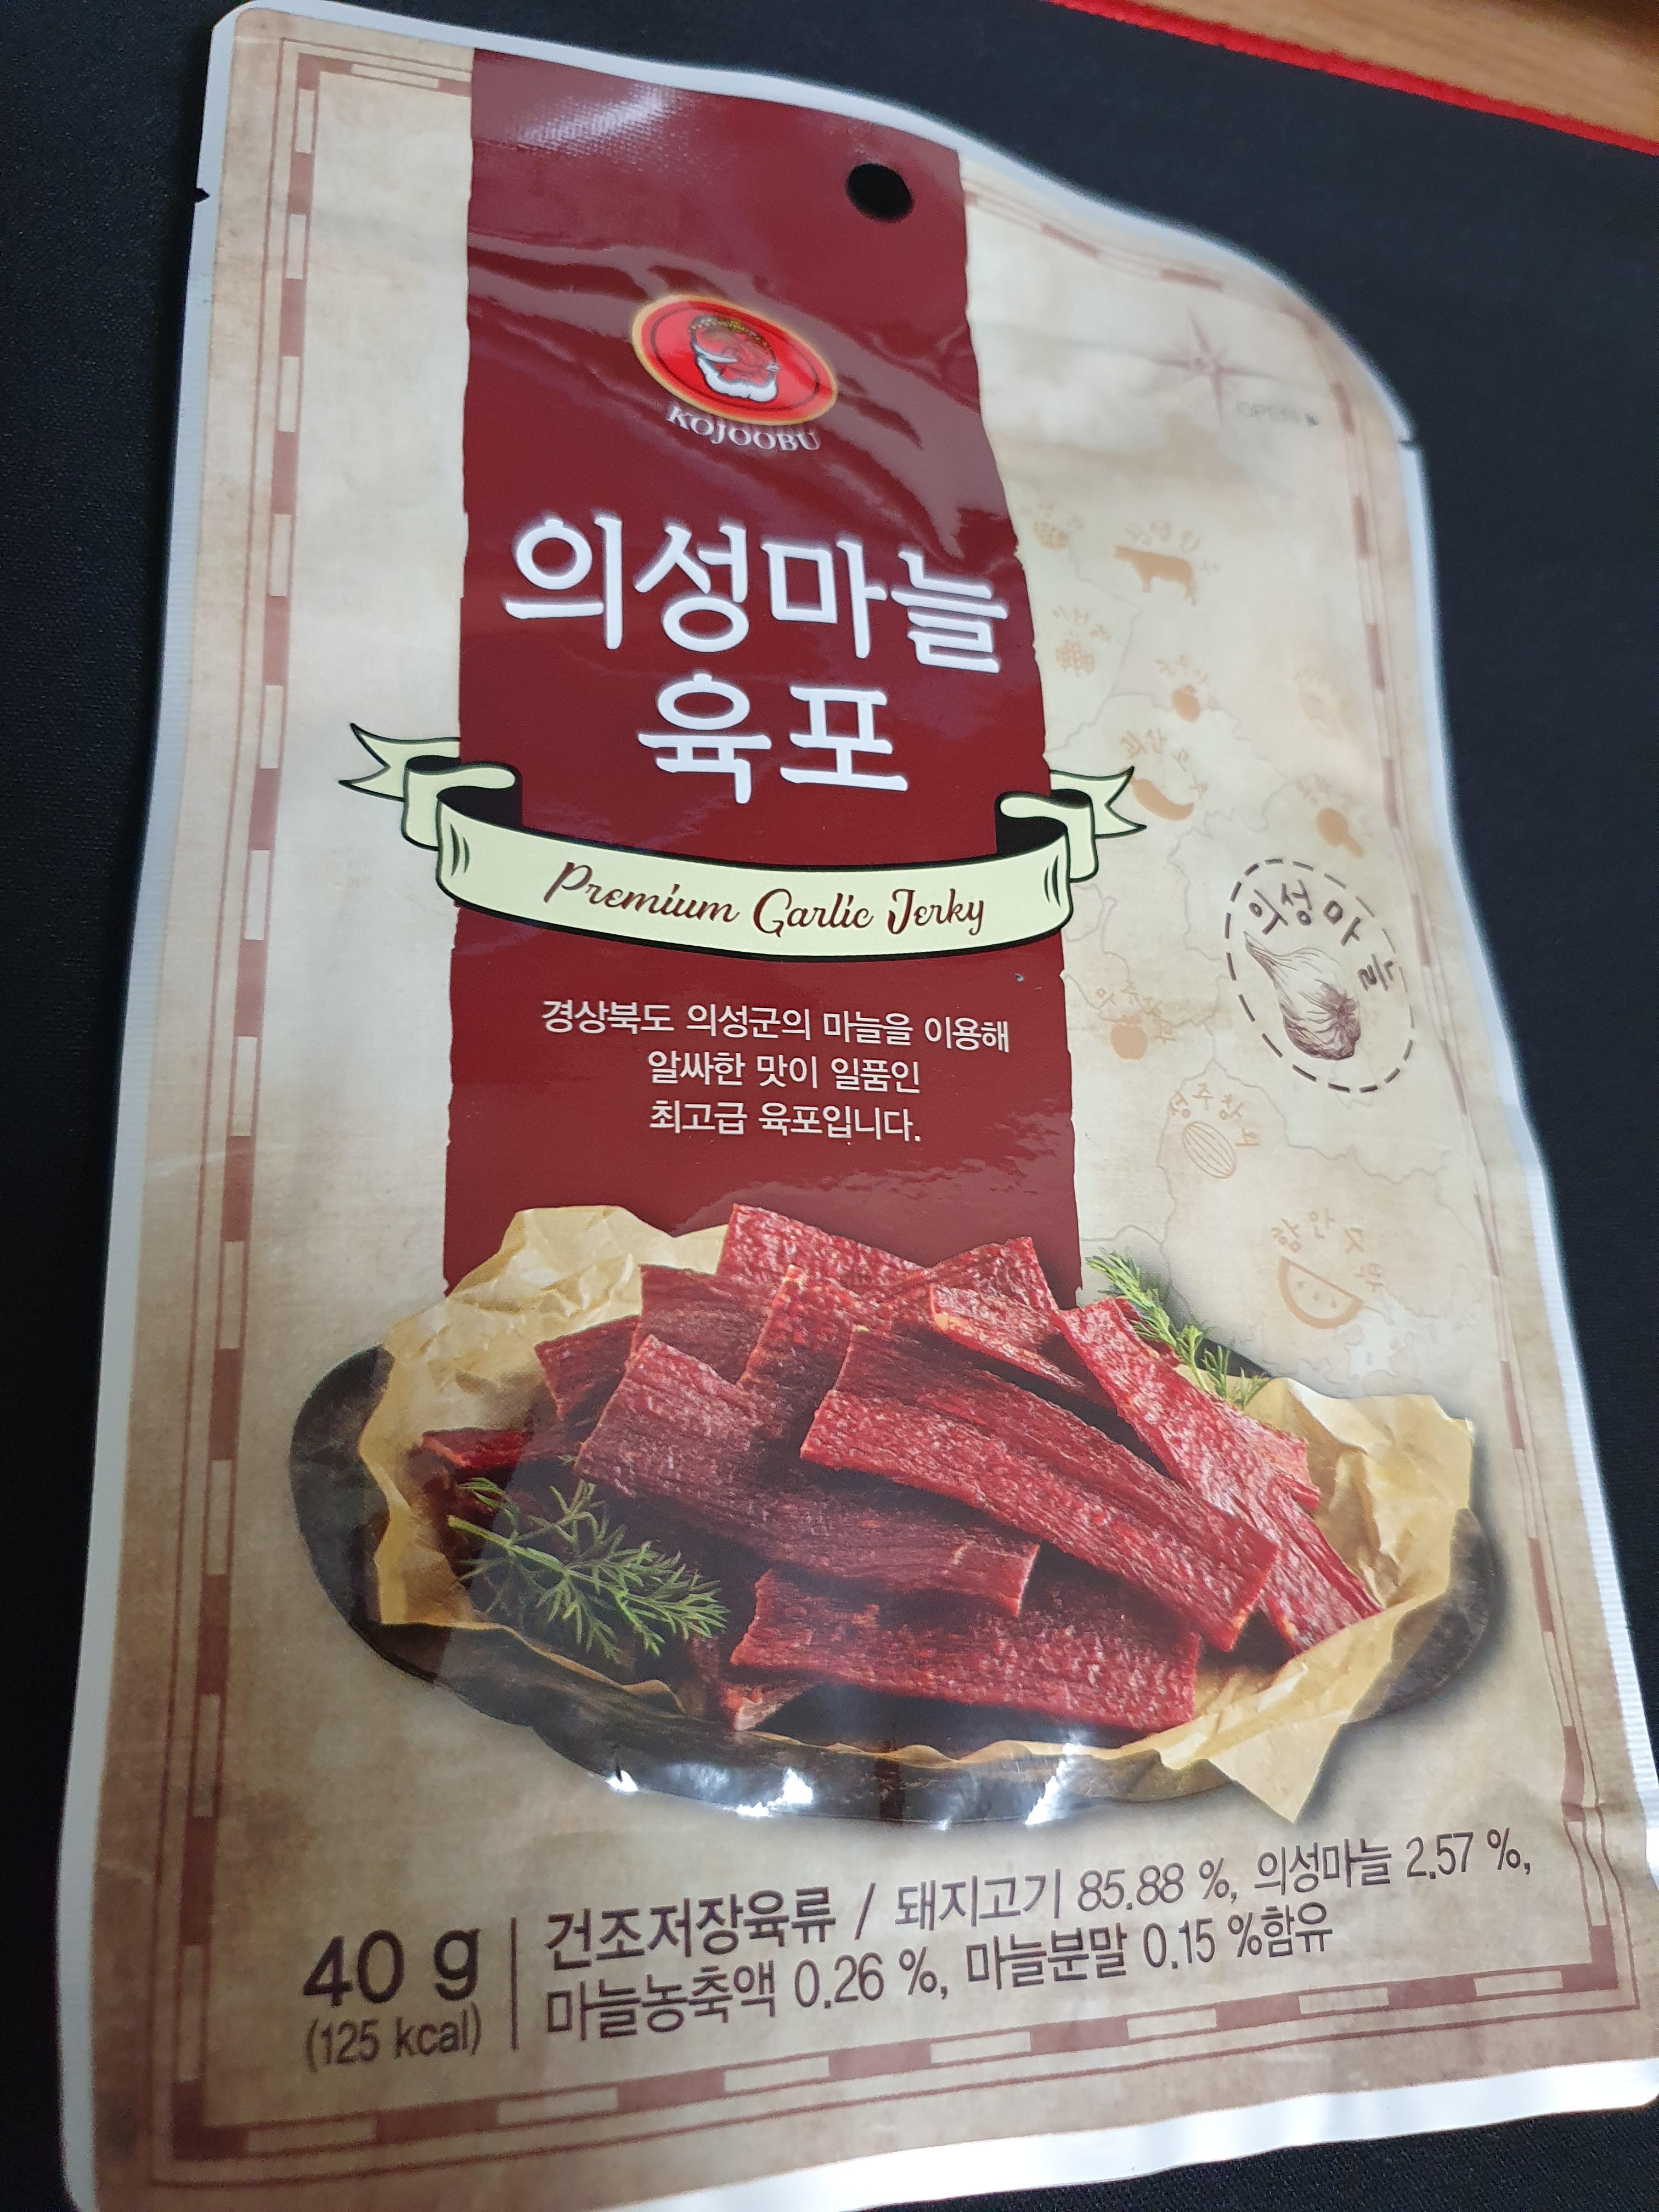 KOJOOBU
OPEN
의성마늘
육포
Premium Garlic Jerky
의성마늘
경상북도 의성군의 마늘을 이용해
알싸한 맛이 일품인
최고급 육포입니다.
40 g
(125 kcal)
건조저장육류 / 돼지고기 85.88 %, 의성마늘 2.57 %,
마늘농축액 0.26 %, 마늘분말 0.15 %함유